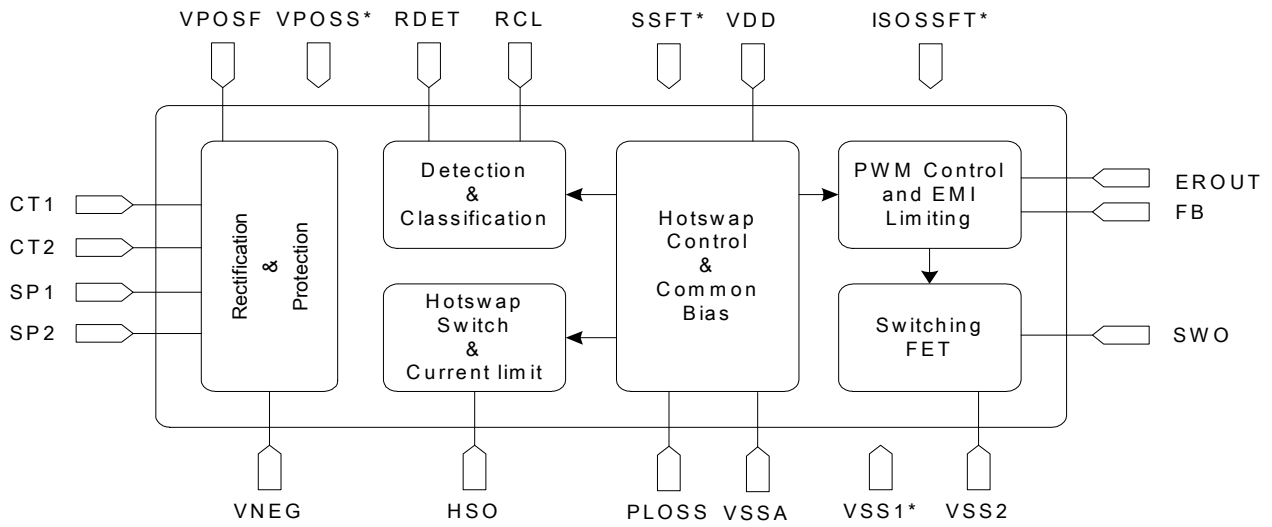 VPOSF VPOSS* RDET RCL SSFT* VDD ISOSSFT*
CT1
CT2
SP1
SP2
Rectification
&
Protection
Detection
&
Classification
Hotswap
Switch
&
Current limit
Hotswap
Control
&
Common
Bias
PWM Control
and EMI
Limiting
Switching
FET
EROUT
FB
SWO
VNEG HSO PLOSS VSSA VSS1* VSS2